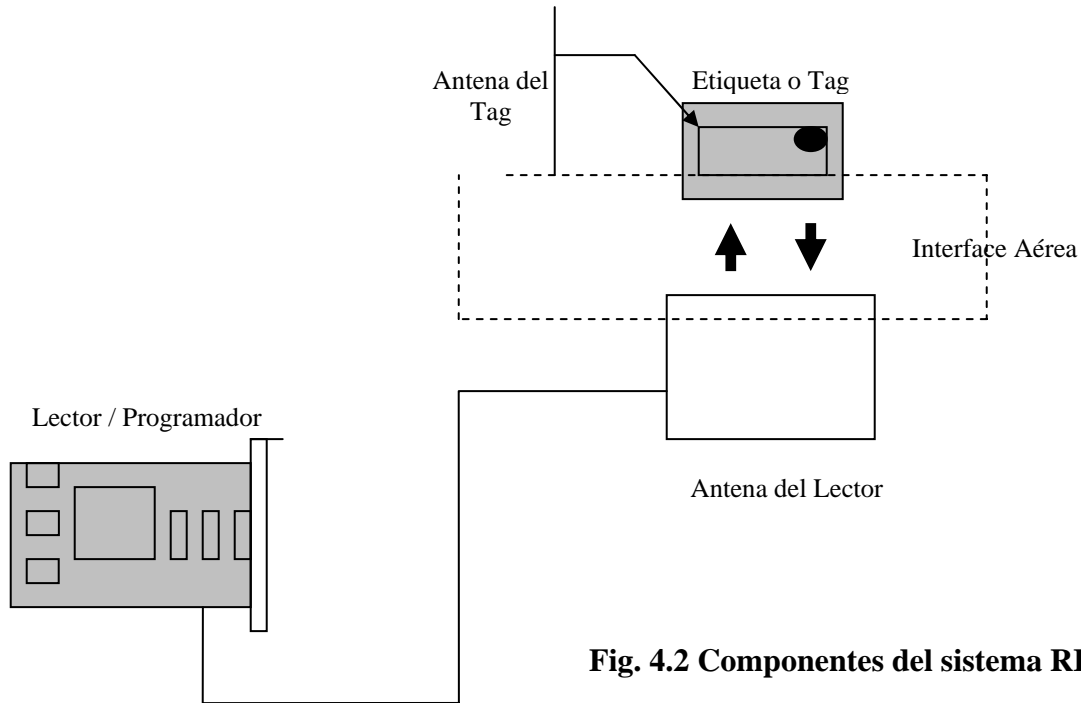 Antena del
Tag
Etiqueta o Tag
Interface Aérea
Lector / Programador
Antena del Lector
Fig. 4.2 Componentes del sistema